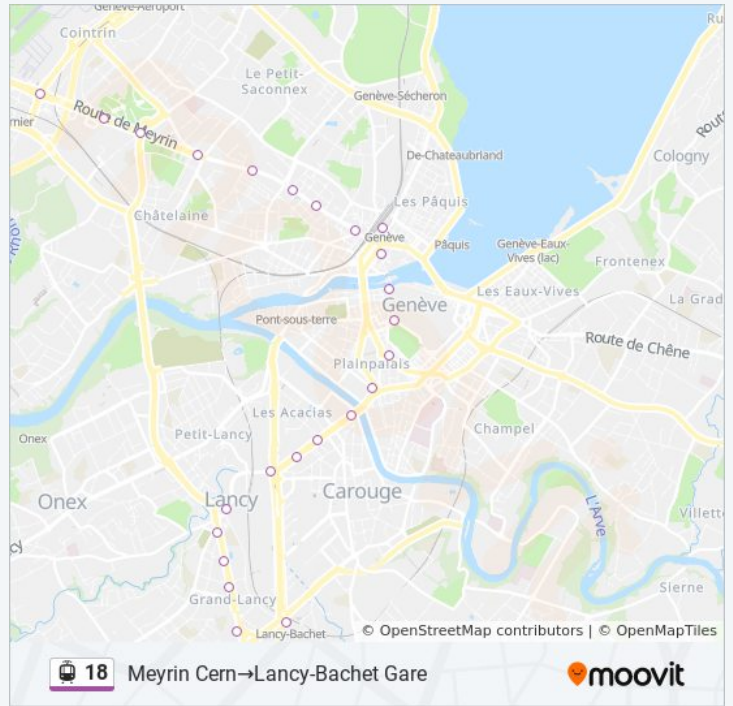 Genève-Aéroport
Cointrin
Le Petit-
Saconnex
Genève-Sécheron
Route de Meyrin
De-Chateaubriand
Cologny
Châtelaine
Les Pâquis
Genève
Pâquis
Genève-Eaux-
Vives (lac)
Frontenex
Genève
Les Eaux-Vives
La Grad
Pont-sous-terre
Route de Chêne
Plainpalais
Les Acacias
Champel
Onex
Petit-Lancy
Onex
Lancy
Carouge
L'Arve
Villette
Sierne
Grand-Lancy
Lancy-Bachet
© OpenStreetMap contributors | © OpenMapTiles
18 Meyrin Cern→Lancy-Bachet Gare
moovit